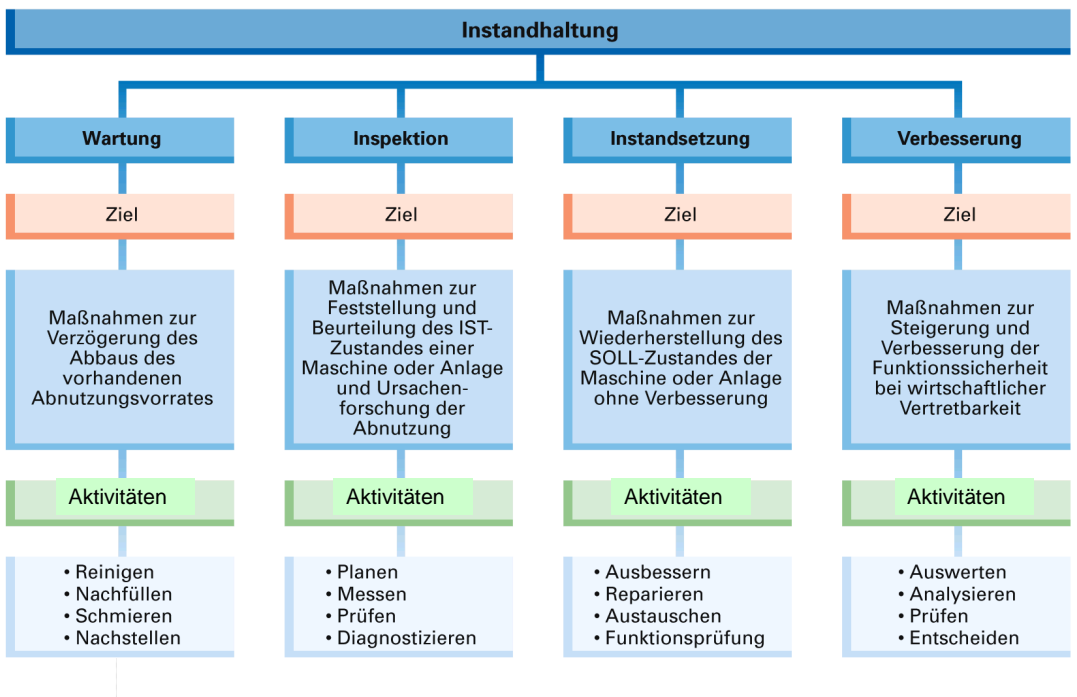 Instandhaltung
Wartung
Inspektion
Instandsetzung
Verbesserung
Ziel
Ziel
Ziel
Ziel
Maßnahmen zur
Verzögerung des
Abbaus des
vorhandenen
Abnutzungsvorrates
Maßnahmen zur
Feststellung und
Beurteilung des IST-
Zustandes einer
Maschine oder Anlage
und Ursachen-
forschung der
Abnutzung
Maßnahmen zur
Wiederherstellung des
SOLL-Zustandes der
Maschine oder Anlage
ohne Verbesserung
Maßnahmen zur
Steigerung und
Verbesserung der
Funktionssicherheit
bei wirtschaftlicher
Vertretbarkeit
Aktivitäten
Aktivitäten
Aktivitäten
Aktivitäten
• Reinigen
• Nachfüllen
• Schmieren
• Nachstellen
• Planen
• Messen
• Prüfen
• Diagnostizieren
• Ausbessern
• Reparieren
• Austauschen
• Funktionsprüfung
• Auswerten
• Analysieren
• Prüfen
• Entscheiden